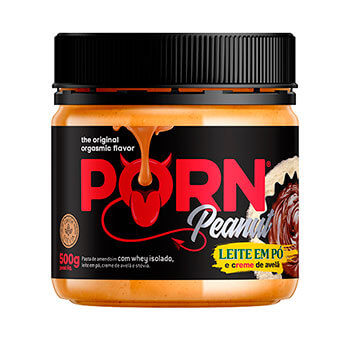 the original
orgasmic flavor
PORN®
Peanut
LEITE EM PÓ
e creme de avelã
500g
Pasta de amendoim com whey isolado,
leite em pó, creme de avelã e stévia.